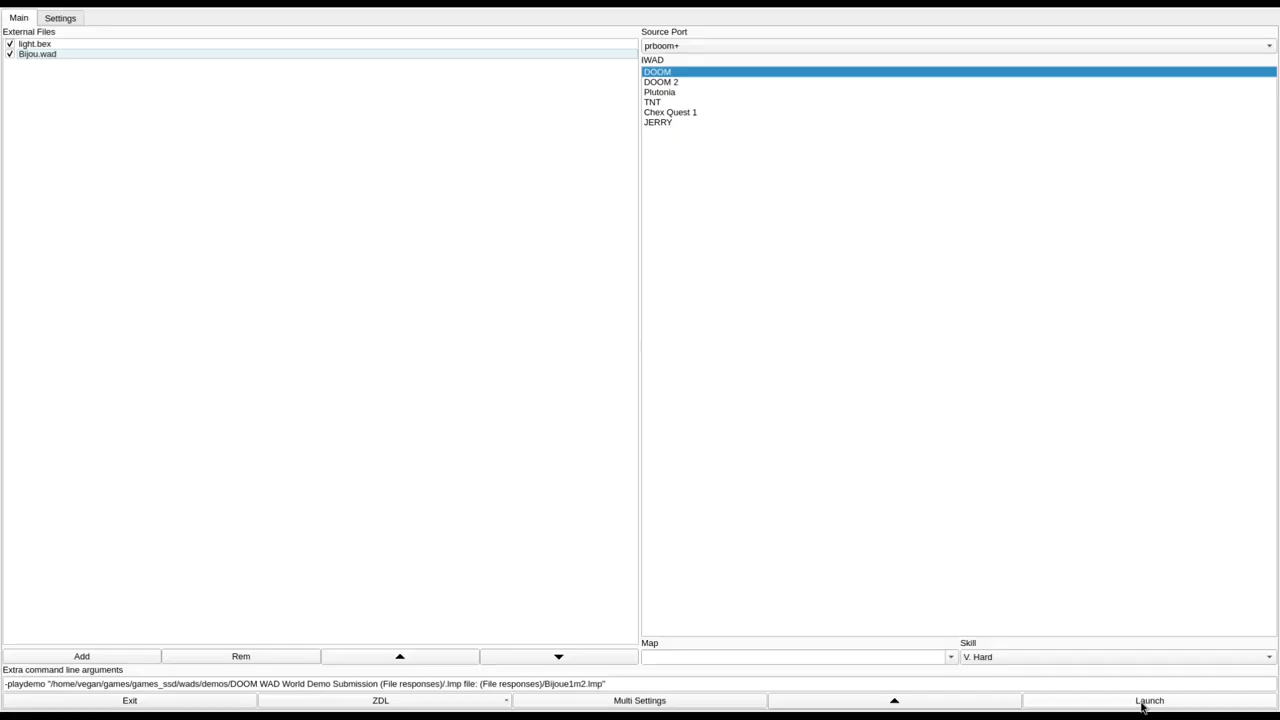 Main Settings
External Files
light.bex
Bijou.wad
Add Rem
Source Port
prboom+
IWAD
DOOM
DOOM 2
Plutonia
TNT
Chex Quest 1
JERRY
Map Skill
V. Hard
Extra command line arguments
-playdemo "/home/vegan/games/games_ssd/wads/demos/DOOM WAD World Demo Submission (File responses)/.lmp file: (File responses)/Bijoue1m2.lmp"
Exit ZDL Multi Settings Launch